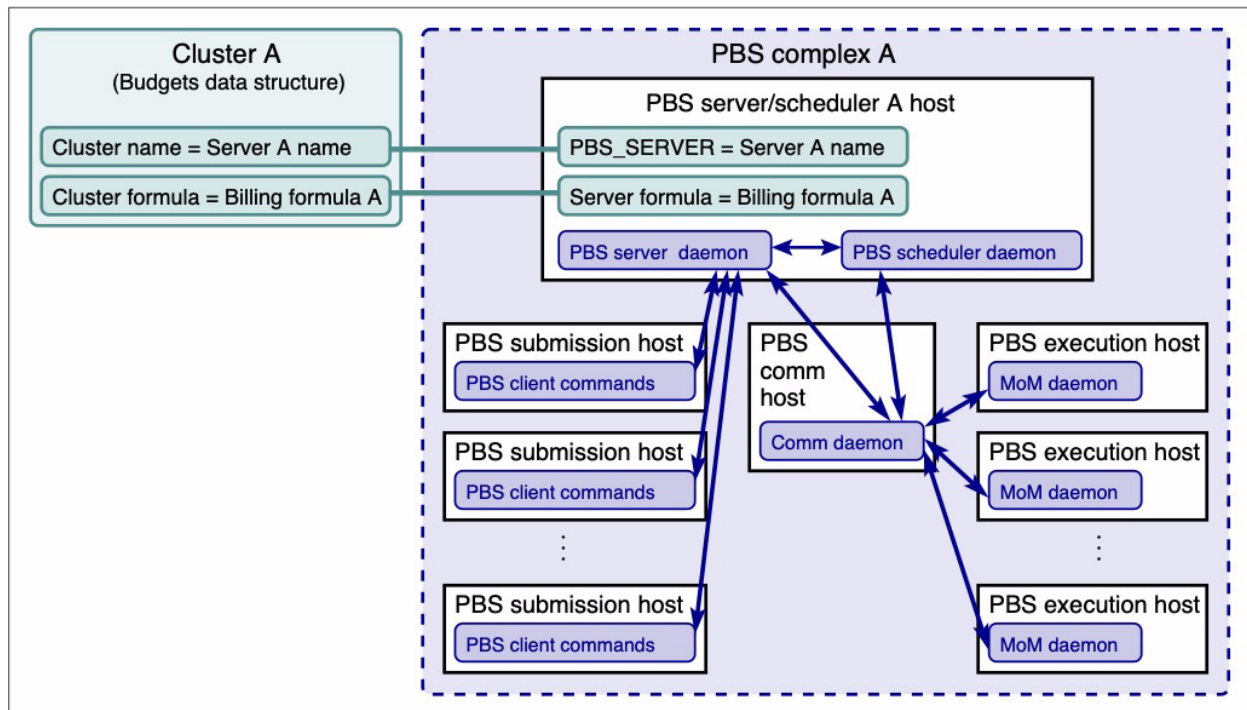 Cluster A
(Budgets data structure)
Cluster name = Server A name
Cluster formula = Billing formula A
PBS complex A
PBS server/scheduler A host
PBS_SERVER = Server A name
Server formula = Billing formula A
PBS server daemon
PBS scheduler daemon
PBS submission host
PBS client commands
PBS submission host
PBS client commands
PBS submission host
PBS client commands
PBS
comm
host
Comm daemon
PBS execution host
MoM daemon
PBS execution host
MoM daemon
PBS execution host
MoM daemon